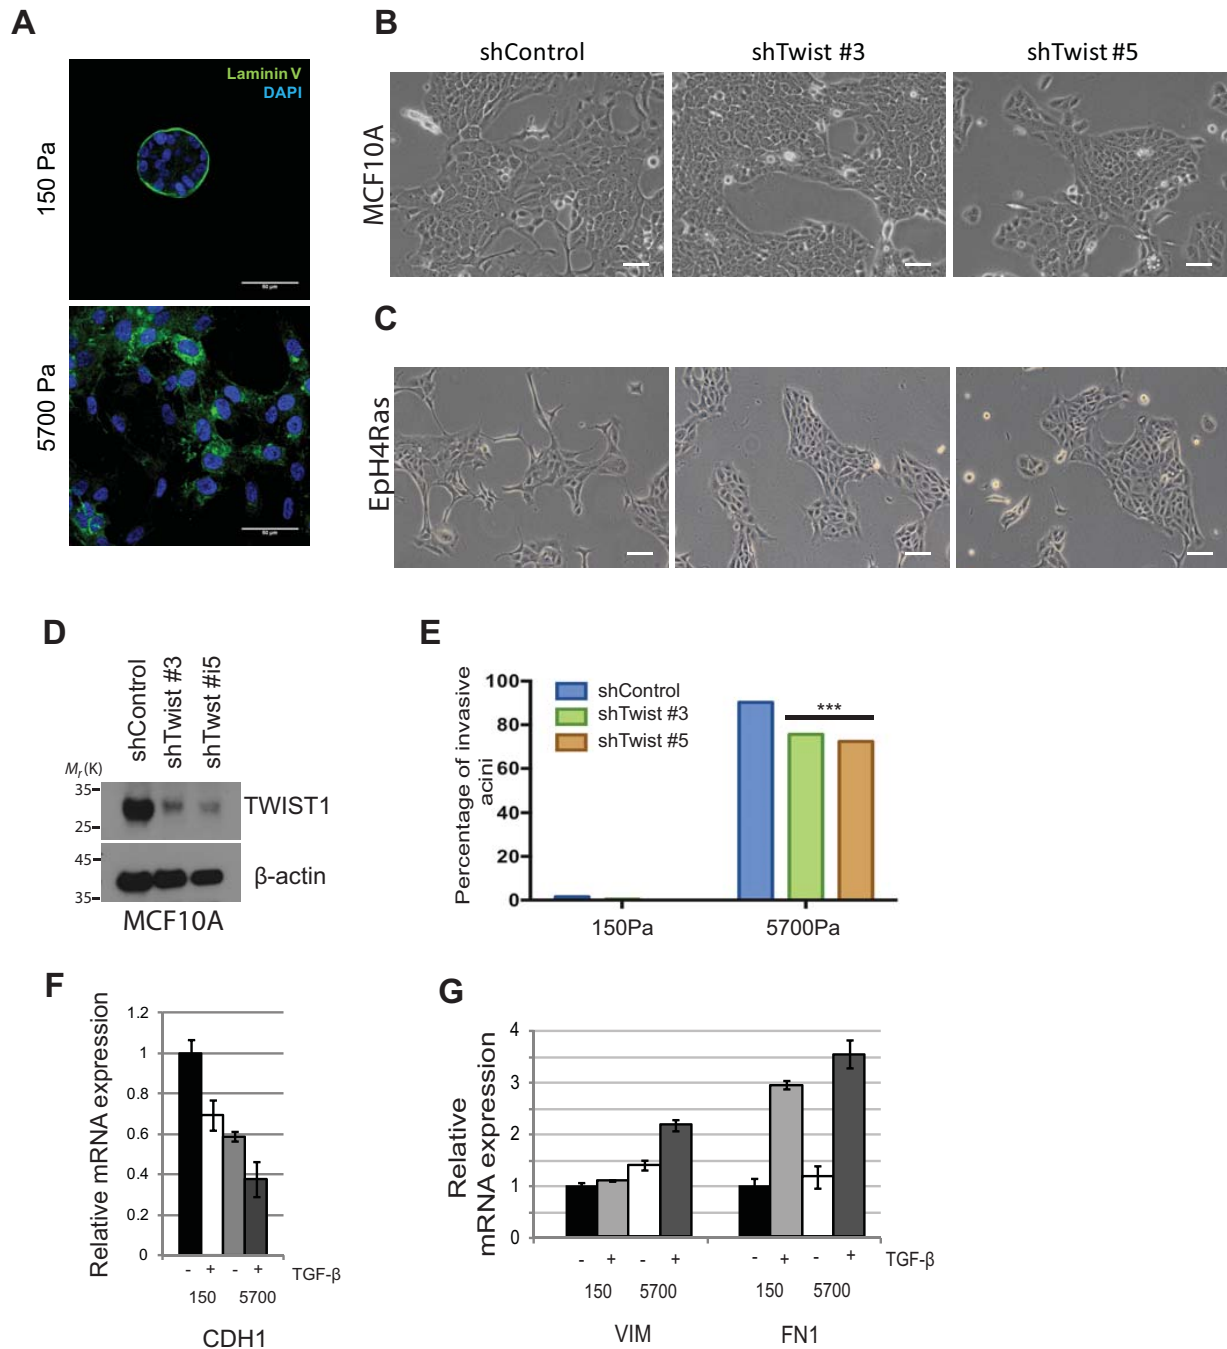 A
Laminin V
DAPI
150 Pa
5700 Pa
B
shControl
shTwist #3
shTwist #5
MCF10A
C
EpH4Ras
D
shControl
shTwist #3
shTwst #i5
Mr(K)
35
25
TWIST1
45
35
β-actin
MCF10A
E
Percentage of invasive
acini
100
80
60
40
20
0
shControl
shTwist #3
shTwist #5
***
150Pa
5700Pa
F
Relative mRNA expression
1.2
1
0.8
0.6
0.4
0.2
0
- + - + TGF-β
150 5700
CDH1
G
Relative
mRNA expression
4
3
2
1
0
- + - + - + - + TGF-β
150 5700 150 5700
VIM FN1